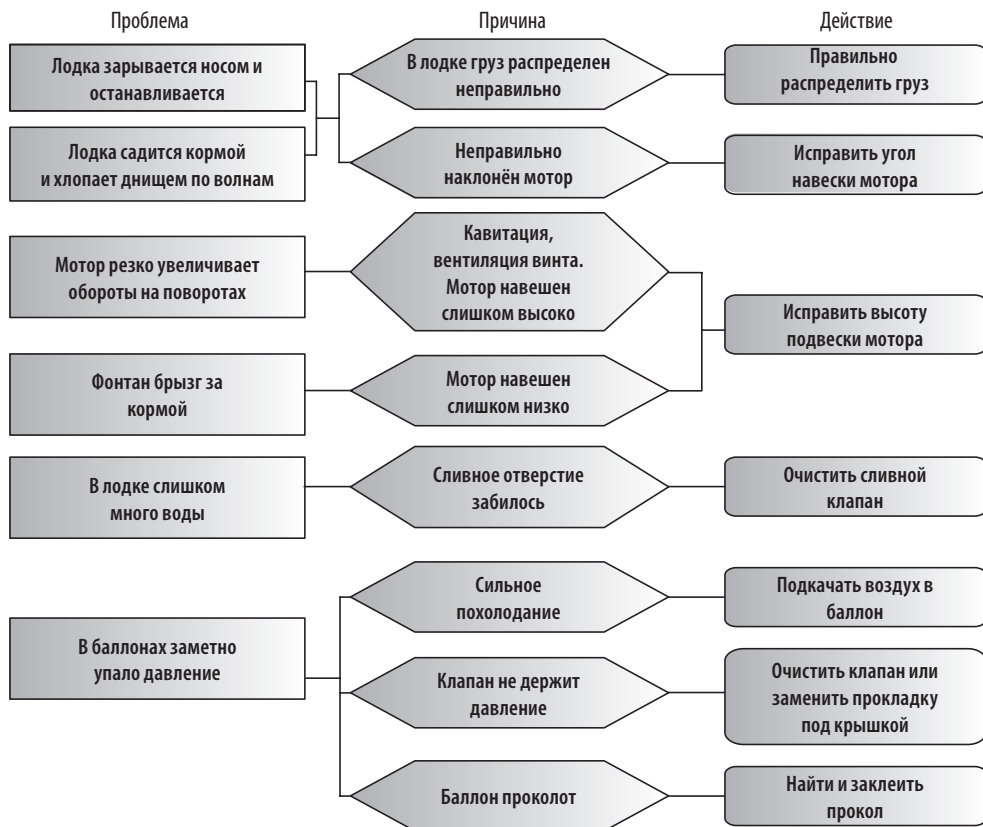 Проблема
Причина
Действие
Лодка зарывается носом и
останавливается
В лодке груз распределен
неправильно
Правильно
распределить груз
Лодка садится кормой
и хлопает днищем по волнам
Неправильно
наклонён мотор
Исправить угол
навески мотора
Мотор резко увеличивает
обороты на поворотах
Кавитация,
вентиляция винта.
Мотор навешен
слишком высоко
Исправить высоту
подвески мотора
Фонтан брызг за
кормой
Мотор навешен
слишком низко
В лодке слишком
много воды
Сливное отверстие
забилось
Очистить сливной
клапан
В баллонах заметно
упало давление
Сильное
похолодание
Подкачать воздух в
баллон
Клапан не держит
давление
Очистить клапан или
заменить прокладку
под крышкой
Баллон проколот
Найти и заклеить
прокол